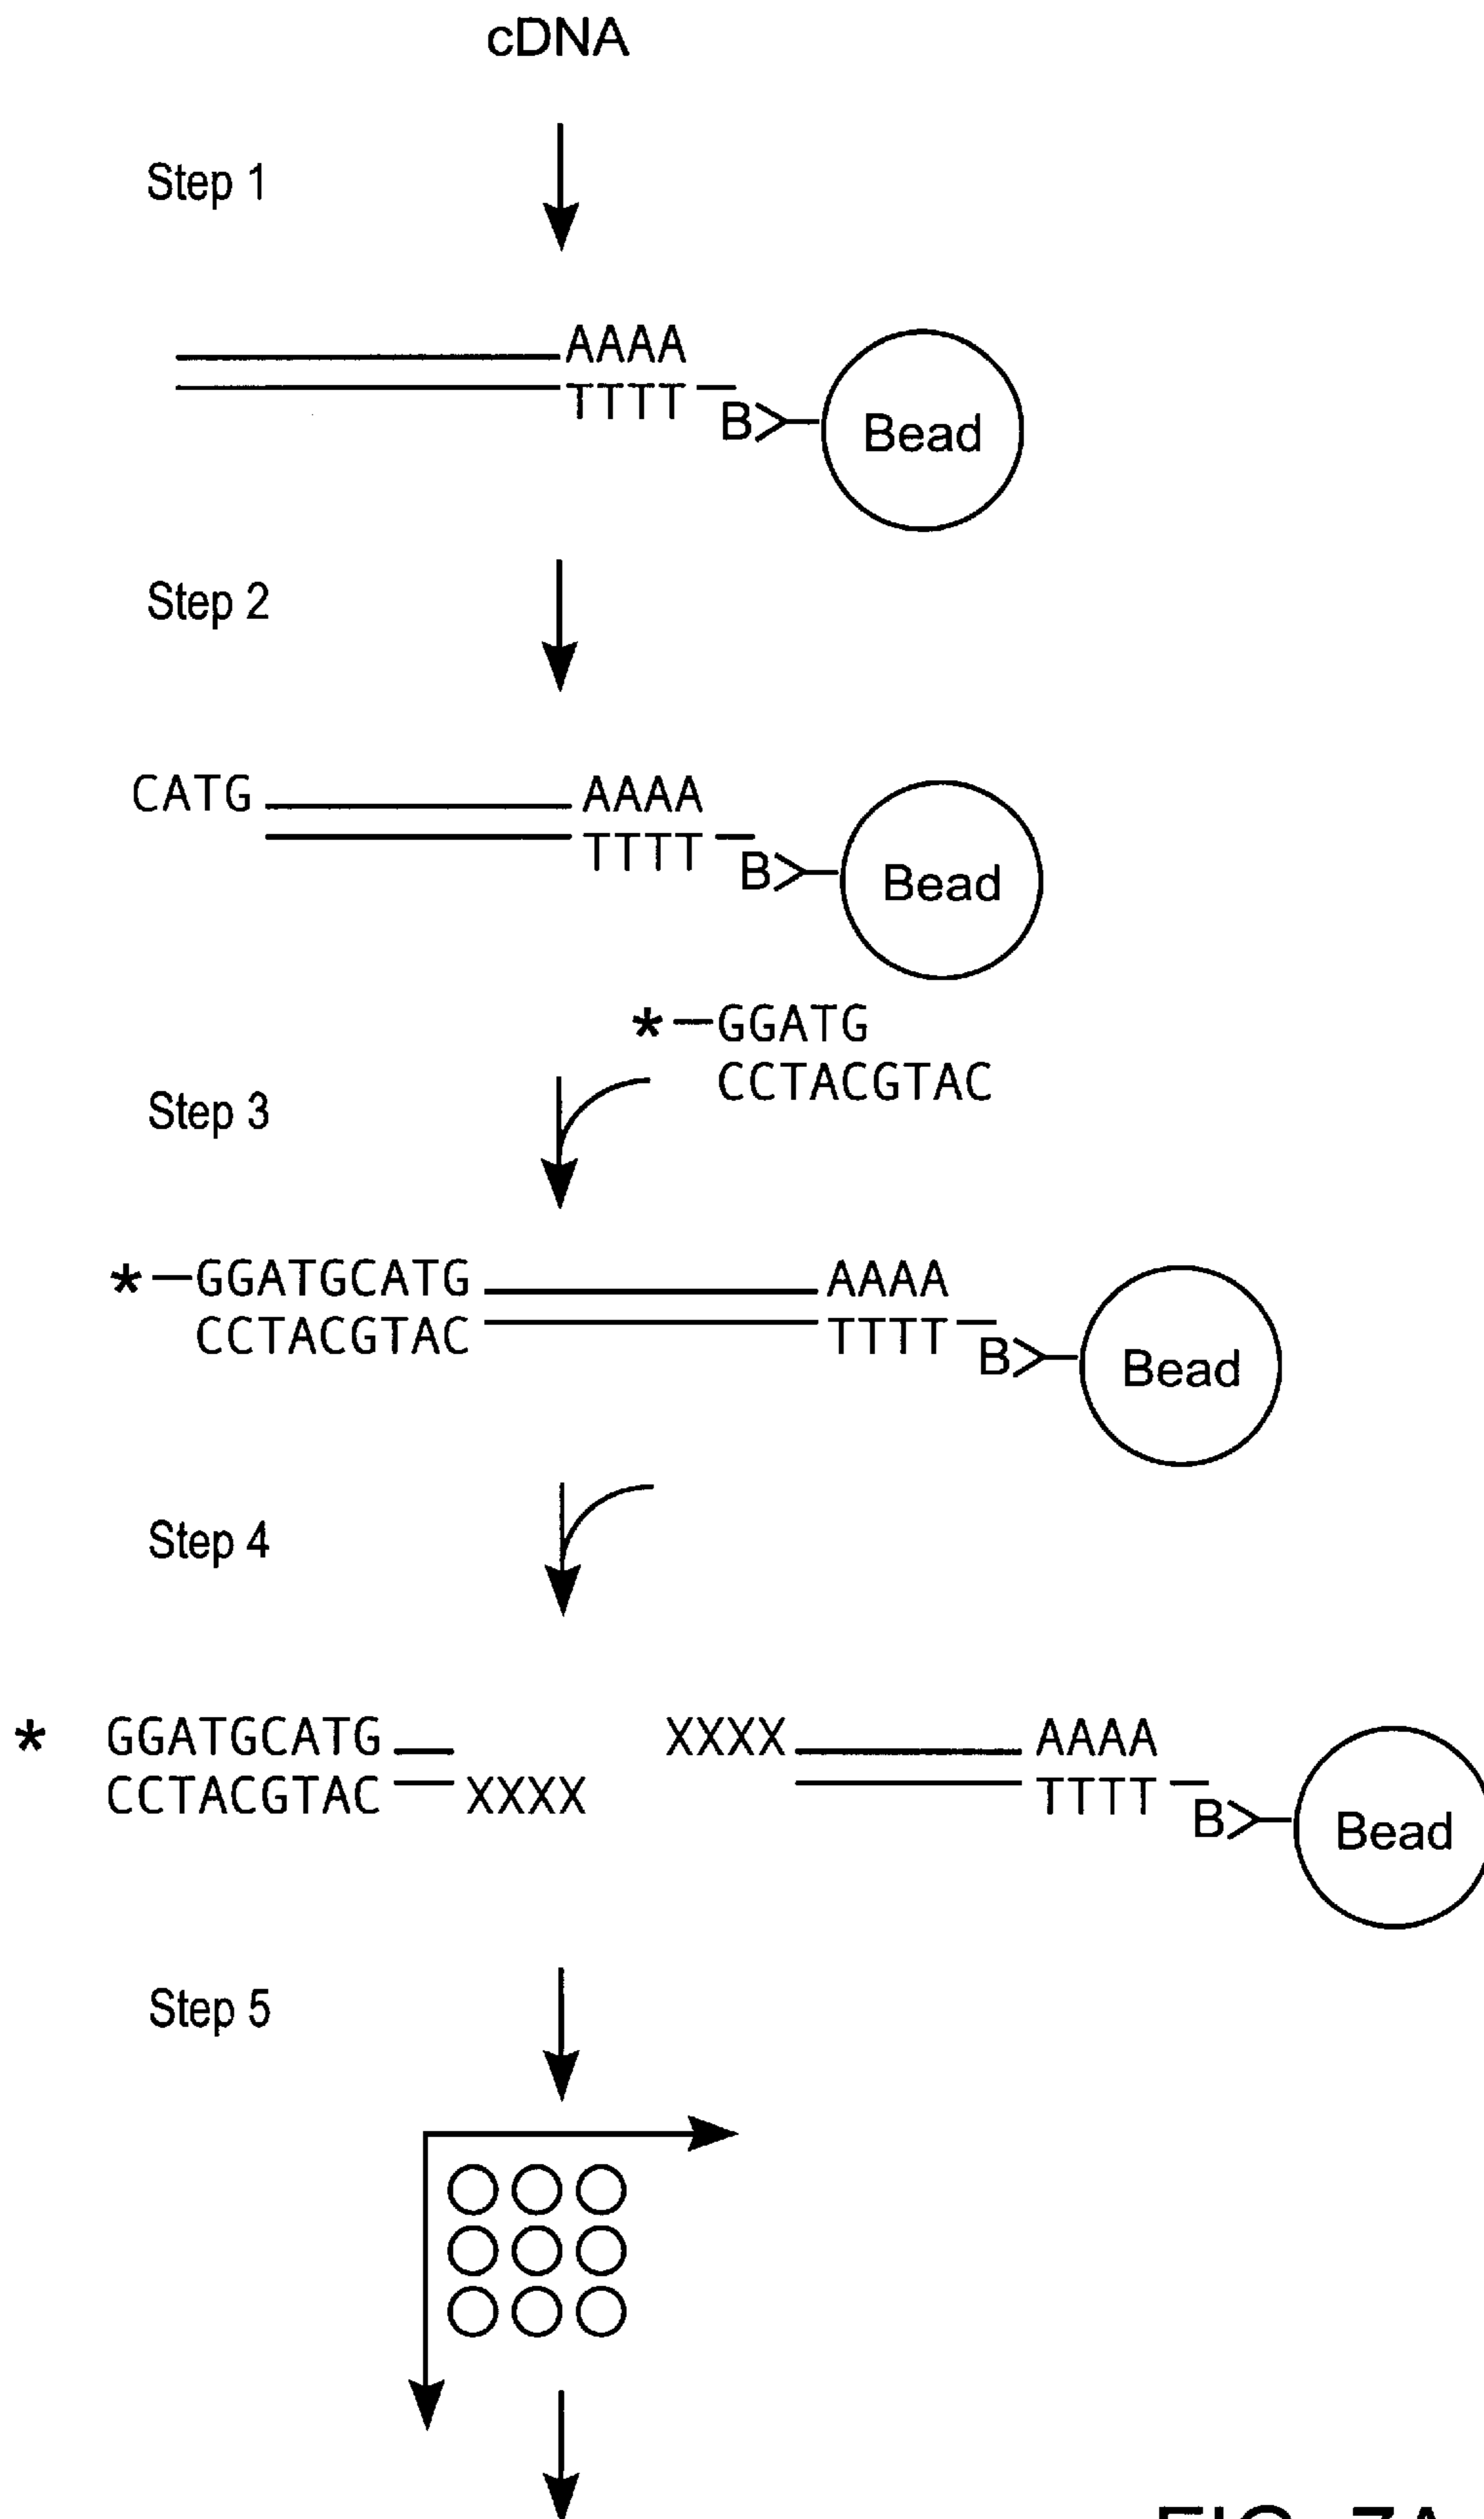 cDNA
Step 1
AAAA
TTTT
B
Bead
Step 2
CATG
AAAA
TTTT
B
Bead
*—GGATG
CCTACGTAC
Step 3
*—GGATGCATG AAAA
CCTACGTAC TTTT
B
Bead
Step 4
* GGATGCATG XXXX AAAA
CCTACGTAC XXXX TTTT
B
Bead
Step 5